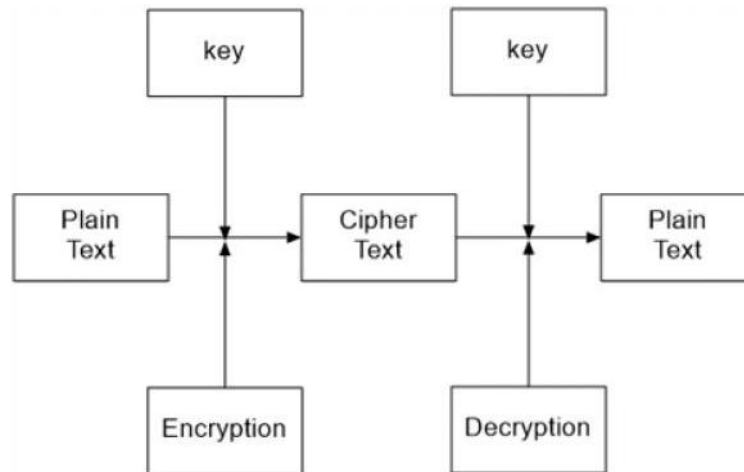 key
key
Plain
Text
Cipher
Text
Plain
Text
Encryption
Decryption